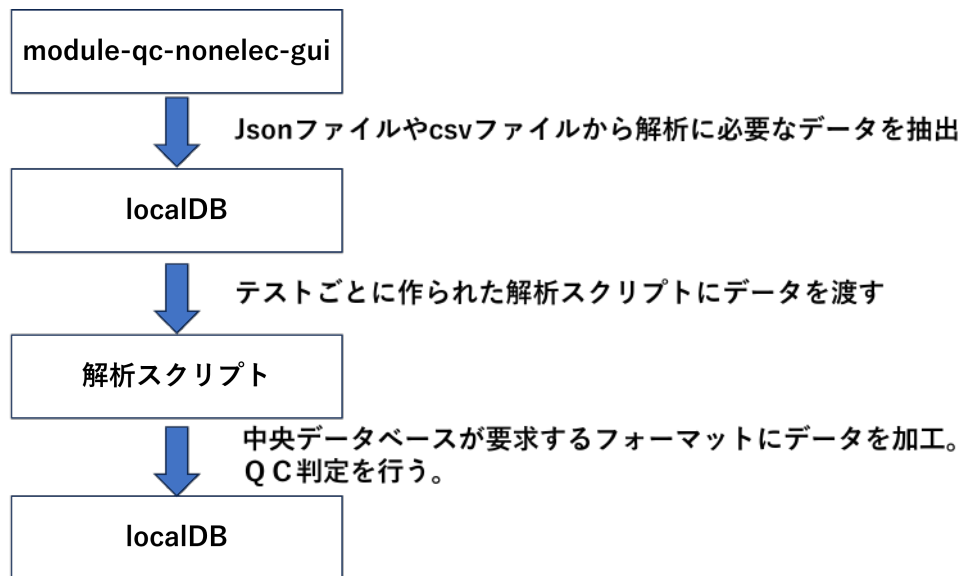 module-qc-nonelec-gui
Jsonファイルやcsvファイルから解析に必要なデータを抽出
localDB
テストごとに作られた解析スクリプトにデータを渡す
解析スクリプト
中央データベースが要求するフォーマットにデータを加工。
ＱＣ判定を行う。
localDB